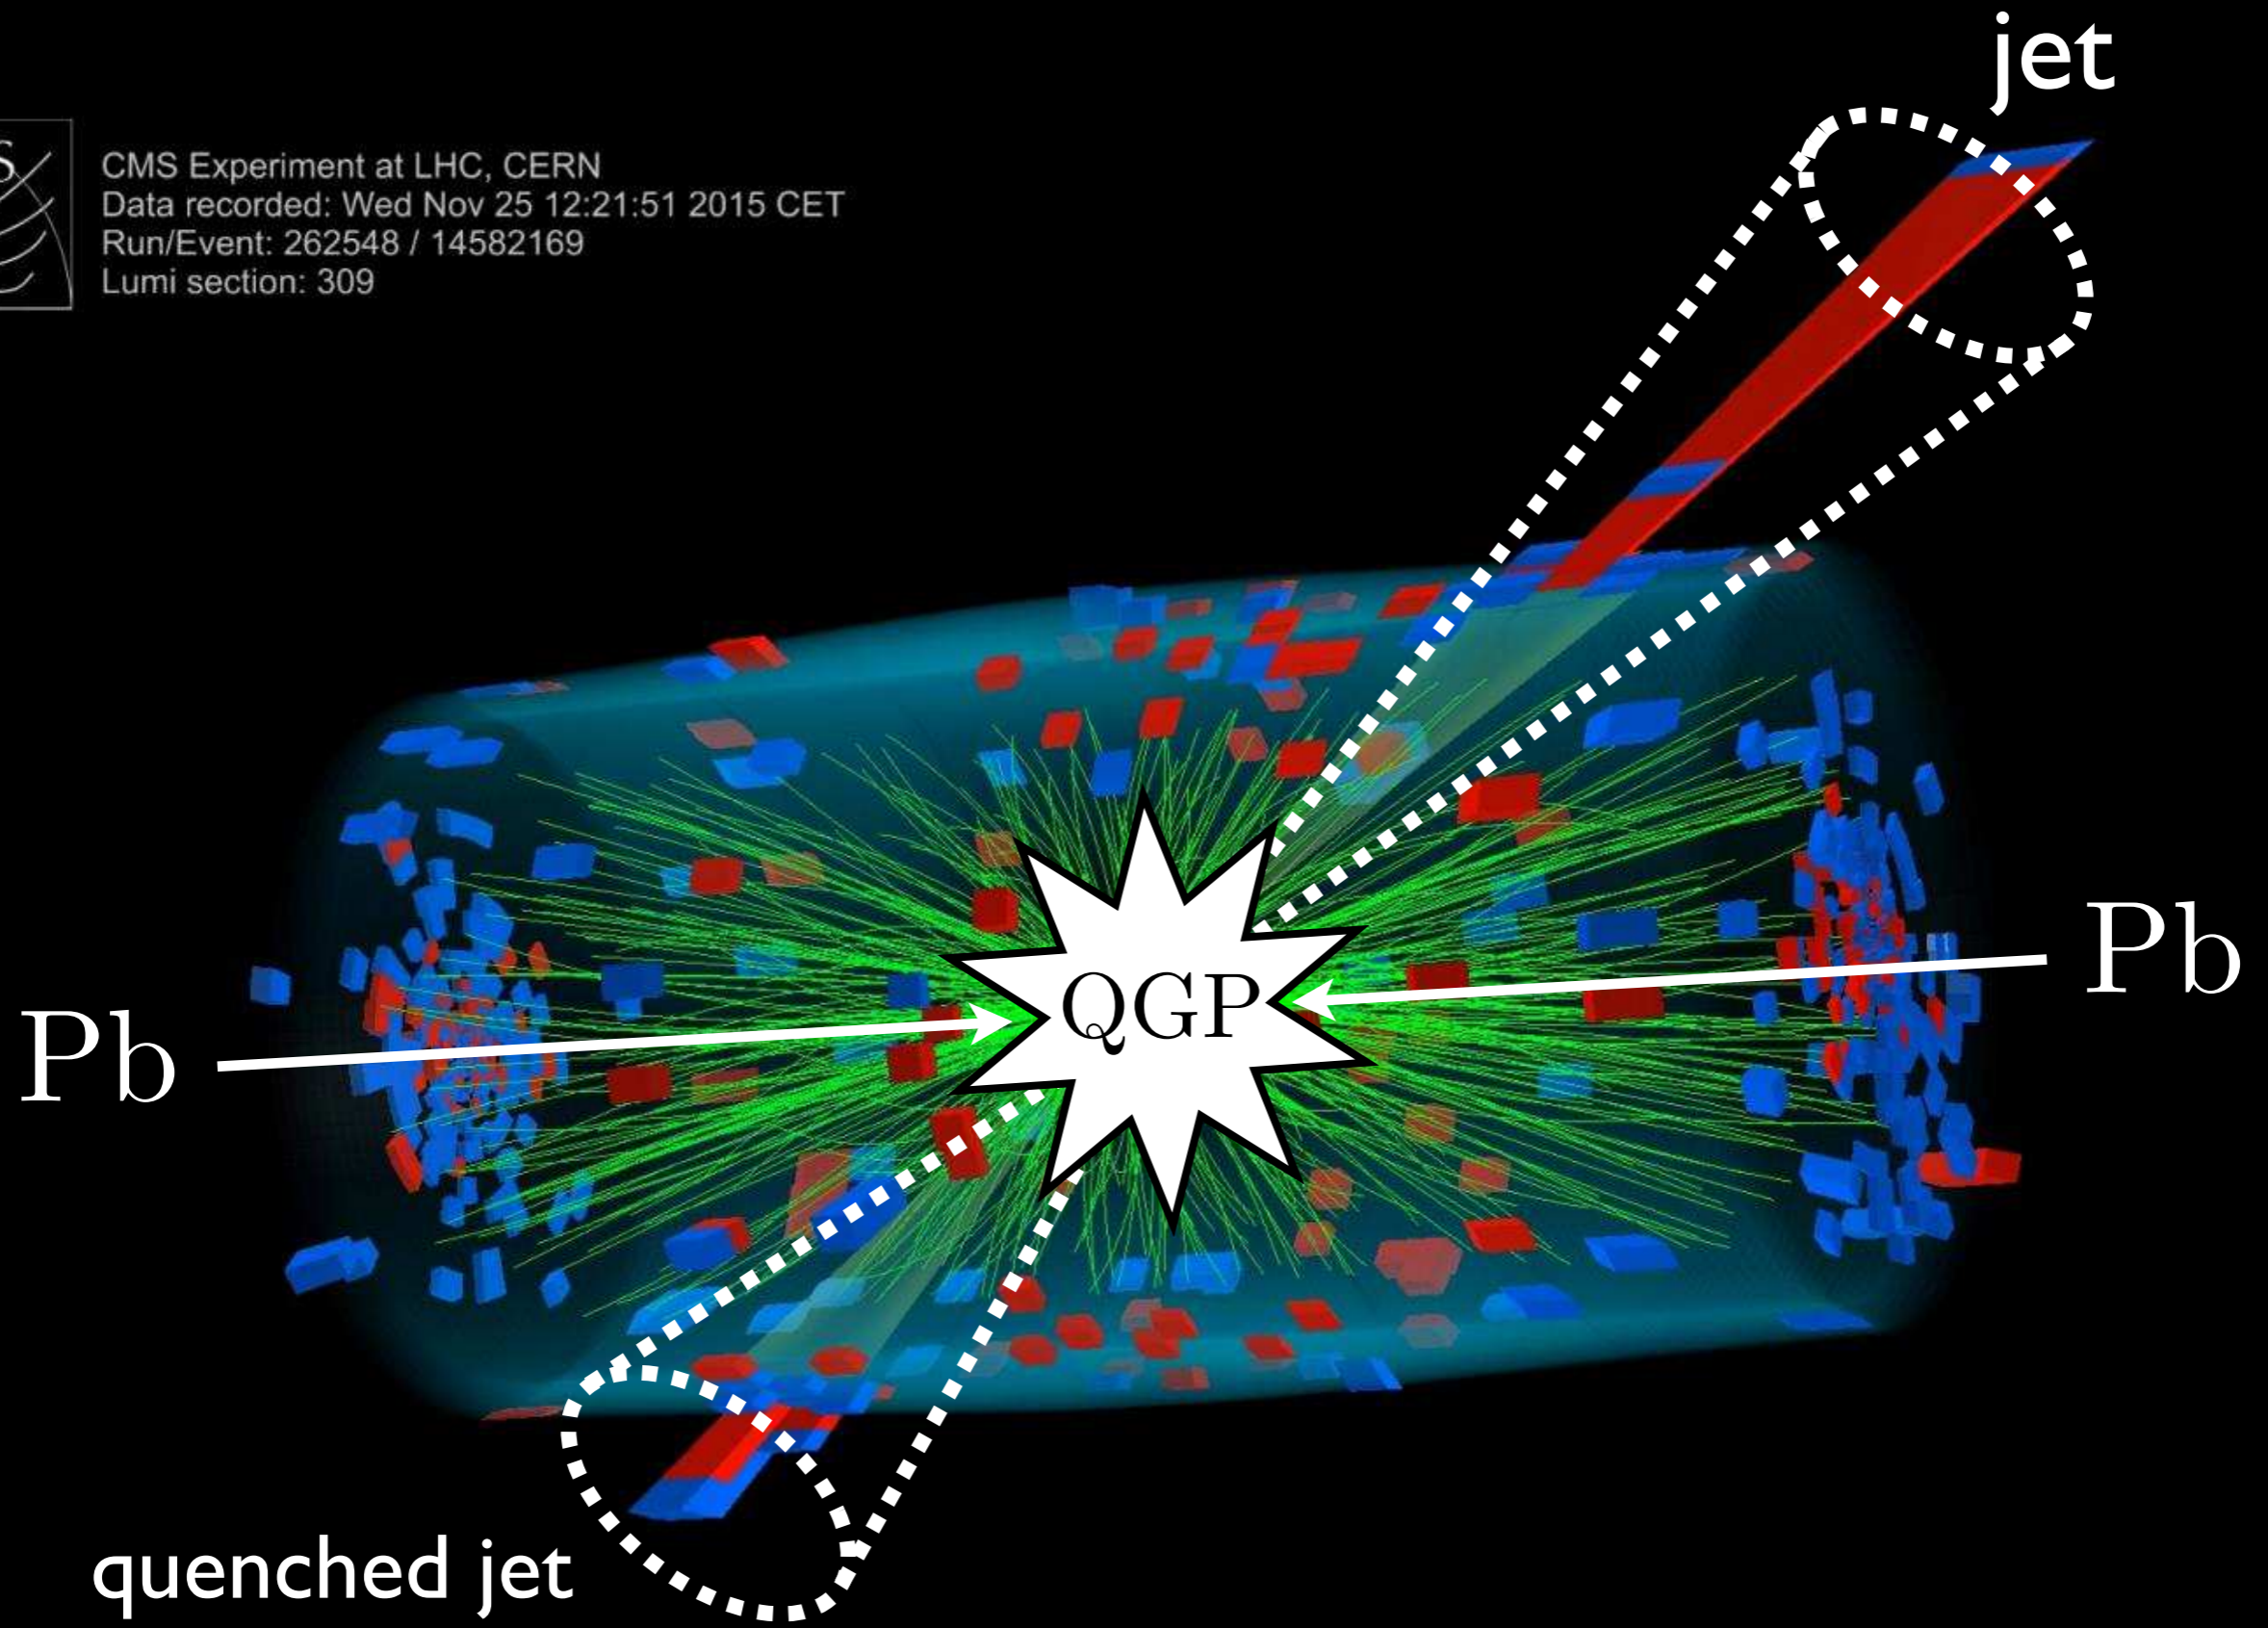 jet
S
CMS Experiment at LHC, CERN
Data recorded: Wed Nov 25 12:21:51 2015 CET
Run/Event: 262548 / 14582169
Lumi section: 309
Pb
QGP
Pb
quenched jet